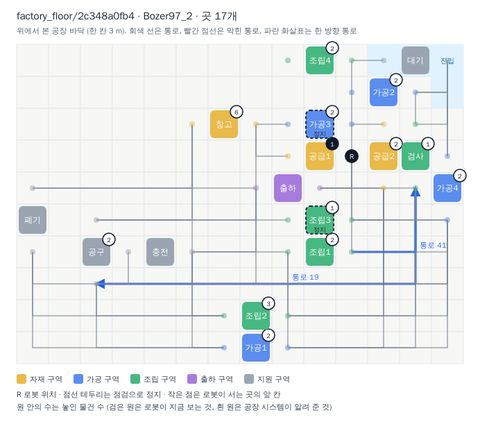 factory_floor/2c348a0fb4 · Bozer97_2 · 곳 17개
위에서 본 공장 바닥 (한 칸 3 m). 회색 선은 통로, 빨간 점선은 막힌 통로, 파란 화살표는 한 방향 통로
조립4 2
대기
진입
가공2 2
창고 6
가공3 2
정지
공급1 1
R
공급2 2
검사 1
출하
가공4 2
폐기
조립3 1
정지
공구 2
충전
조립1 2
통로 41
통로 19
조립2 3
가공1 2
자재 구역 가공 구역 조립 구역 출하 구역 지원 구역
R 로봇 위치 · 점선 테두리는 점검으로 정지 · 작은 점은 로봇이 서는 곳의 앞 칸
원 안의 수는 놓인 물건 수 (검은 원은 로봇이 지금 보는 것, 흰 원은 공장 시스템이 알려 준 것)